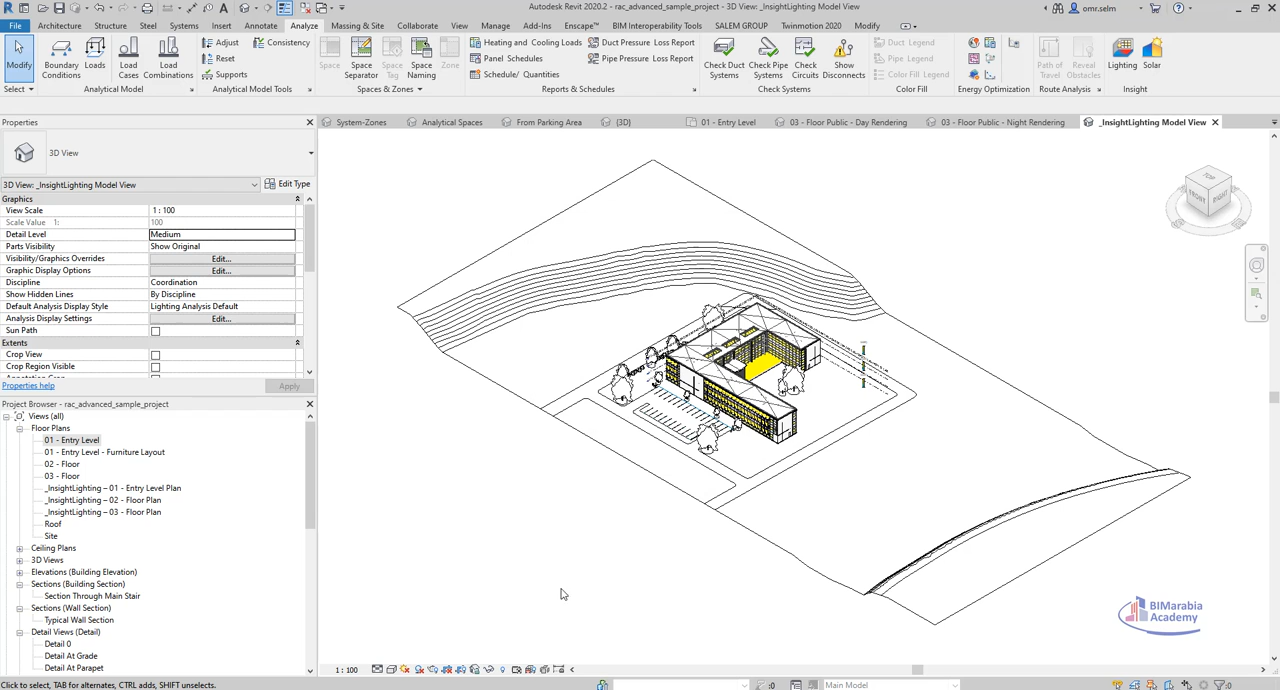 Autodesk Revit 2020.2 - rac_advanced_sample_project - 3D View: _InsightLighting Model View
omr.selm
File Architecture Structure Steel Systems Insert Annotate Analyze Massing & Site Collaborate View Manage Add-Ins Enscape™ BIM Interoperability Tools SALEM GROUP Twinmotion 2020 Modify
Modify
Boundary Conditions
Loads
Load Cases
Load Combinations
Adjust
Reset
Supports
Consistency
Space
Space Separator
Space Tag
Space Naming
Zone
Heating and Cooling Loads
Panel Schedules
Schedule/ Quantities
Duct Pressure Loss Report
Pipe Pressure Loss Report
Check Duct Systems
Check Pipe Systems
Check Circuits
Show Disconnects
Duct Legend
Pipe Legend
Color Fill Legend
Path of Travel
Reveal Obstacles
Lighting
Solar
Select
Analytical Model
Analytical Model Tools
Spaces & Zones
Reports & Schedules
Check Systems
Color Fill
Energy Optimization
Route Analysis
Insight
Properties
System-Zones
Analytical Spaces
From Parking Area
{3D}
01 - Entry Level
03 - Floor Public - Day Rendering
03 - Floor Public - Night Rendering
_InsightLighting Model View
3D View
3D View: _InsightLighting Model View
Edit Type
Graphics
View Scale 1 : 100
Scale Value 1: 100
Detail Level Medium
Parts Visibility Show Original
Visibility/Graphics Overrides Edit...
Graphic Display Options Edit...
Discipline Coordination
Show Hidden Lines By Discipline
Default Analysis Display Style Lighting Analysis Default
Analysis Display Settings Edit...
Sun Path
Extents
Crop View
Crop Region Visible
Properties help
Apply
Project Browser - rac_advanced_sample_project
Views (all)
Floor Plans
01 - Entry Level
01 - Entry Level - Furniture Layout
02 - Floor
03 - Floor
_InsightLighting – 01 - Entry Level Plan
_InsightLighting – 02 - Floor Plan
_InsightLighting – 03 - Floor Plan
Roof
Site
Ceiling Plans
3D Views
Elevations (Building Elevation)
Sections (Building Section)
Section Through Main Stair
Sections (Wall Section)
Typical Wall Section
Detail Views (Detail)
Detail 0
Detail At Grade
Detail At Parapet
TOP
FRONT
RIGHT
BIMarabia
Academy
1 : 100
Click to select, TAB for alternates, CTRL adds, SHIFT unselects.
:0
Main Model
:0